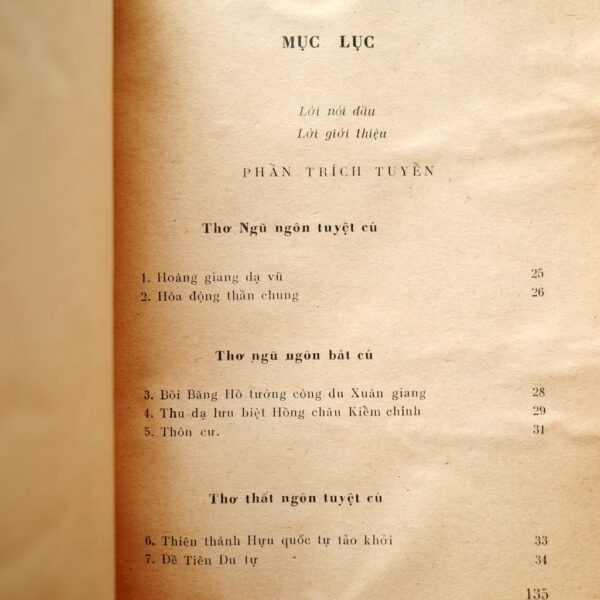 MỤC LỤC
Lời nói đầu
Lời giới thiệu
PHẦN TRÍCH TUYỂN
Thơ Ngũ ngôn tuyệt cú
1. Hoàng giang dạ vũ 25
2. Hóa động thần chung 26
Thơ ngũ ngôn bát cú
3. Bồi Băng Hồ tướng công du Xuân giang 28
4. Thu dạ lưu biệt Hồng châu Kiềm chính 29
5. Thôn cư. 31
Thơ thất ngôn tuyệt cú
6. Thiên thánh Hựu quốc tự tảo khởi 33
7. Đề Tiên Du tự 34
135